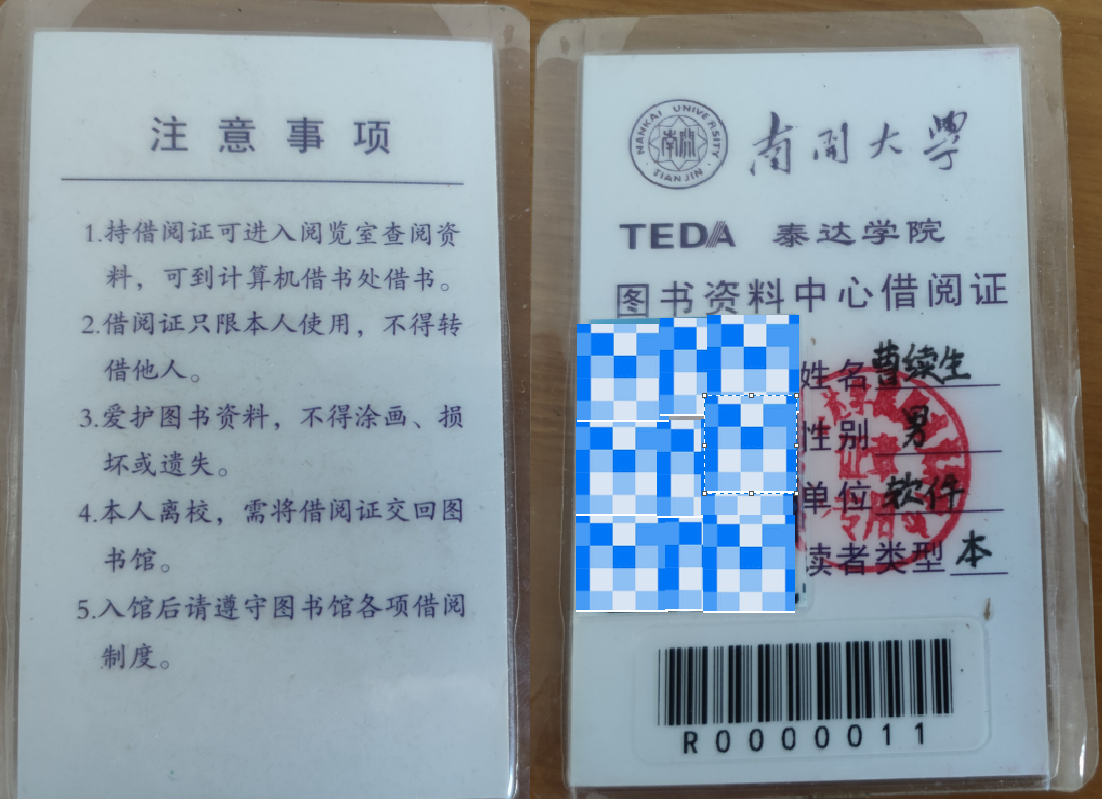 注意事项
1.持借阅证可进入阅览室查阅资
料，可到计算机借书处借书。
2.借阅证只限本人使用，不得转
借他人。
3.爱护图书资料，不得涂画、损
坏或遗失。
4.本人离校，需将借阅证交回图
书馆。
5.入馆后请遵守图书馆各项借阅
制度。
NANKAI UNIVERSITY
南開
TIANJIN
南開大學
TEDA 泰达学院
图书资料中心借阅证
姓名 曹续生
性别 男
单位 软件
读者类型 本
R0000011